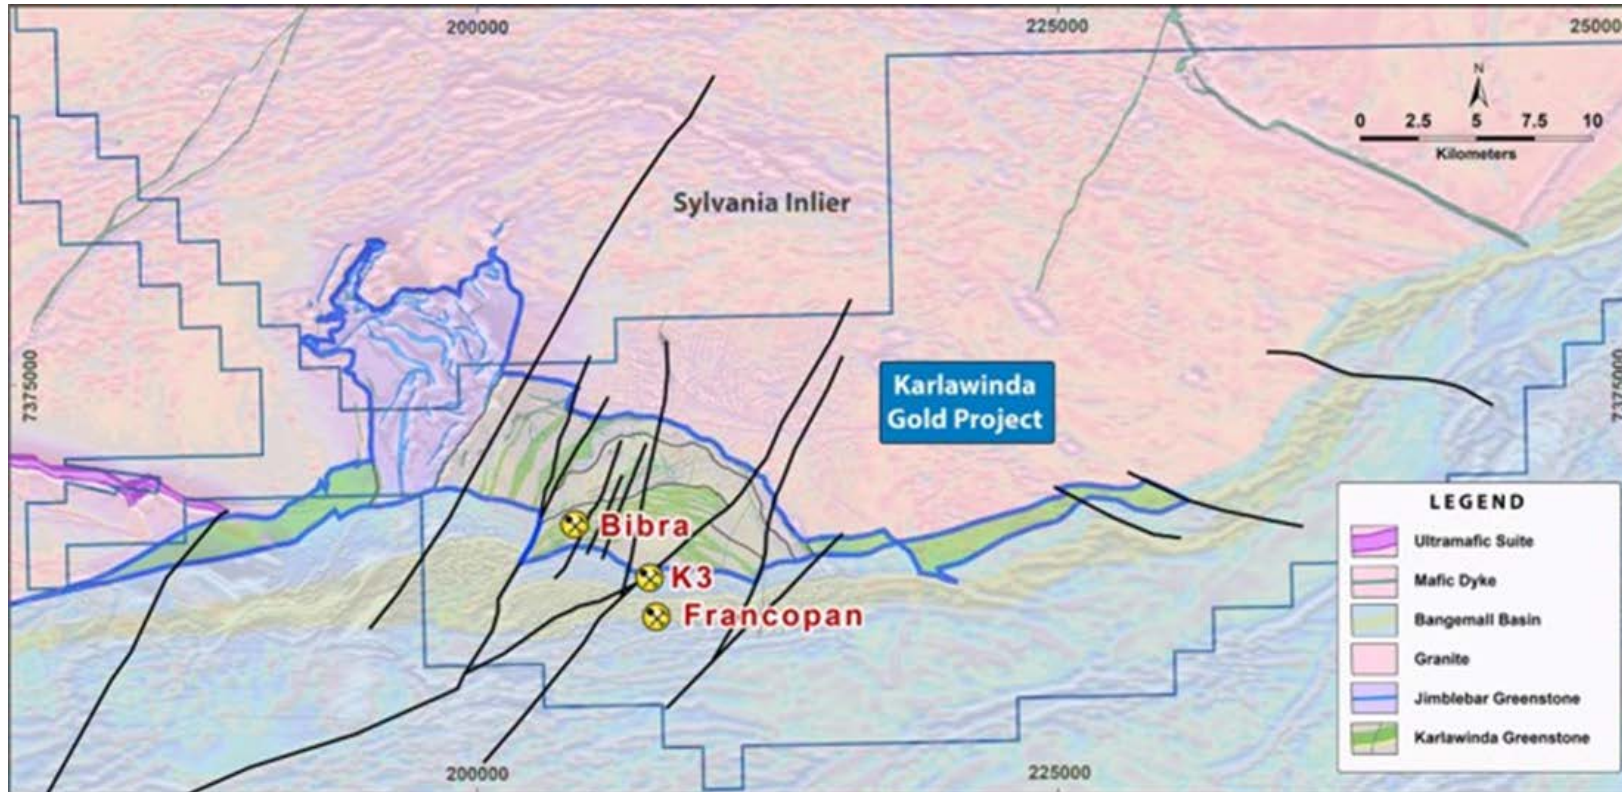 200000
225000
250000
N
0 2.5 5 7.5 10
Kilometers
Sylvania Inlier
7375000
7375000
Karlawinda
Gold Project
Bibra
K3
Francopan
LEGEND
Ultramafic Suite
Mafic Dyke
Bangemall Basin
Granite
Jimblebar Greenstone
Karlawinda Greenstone
200000
225000